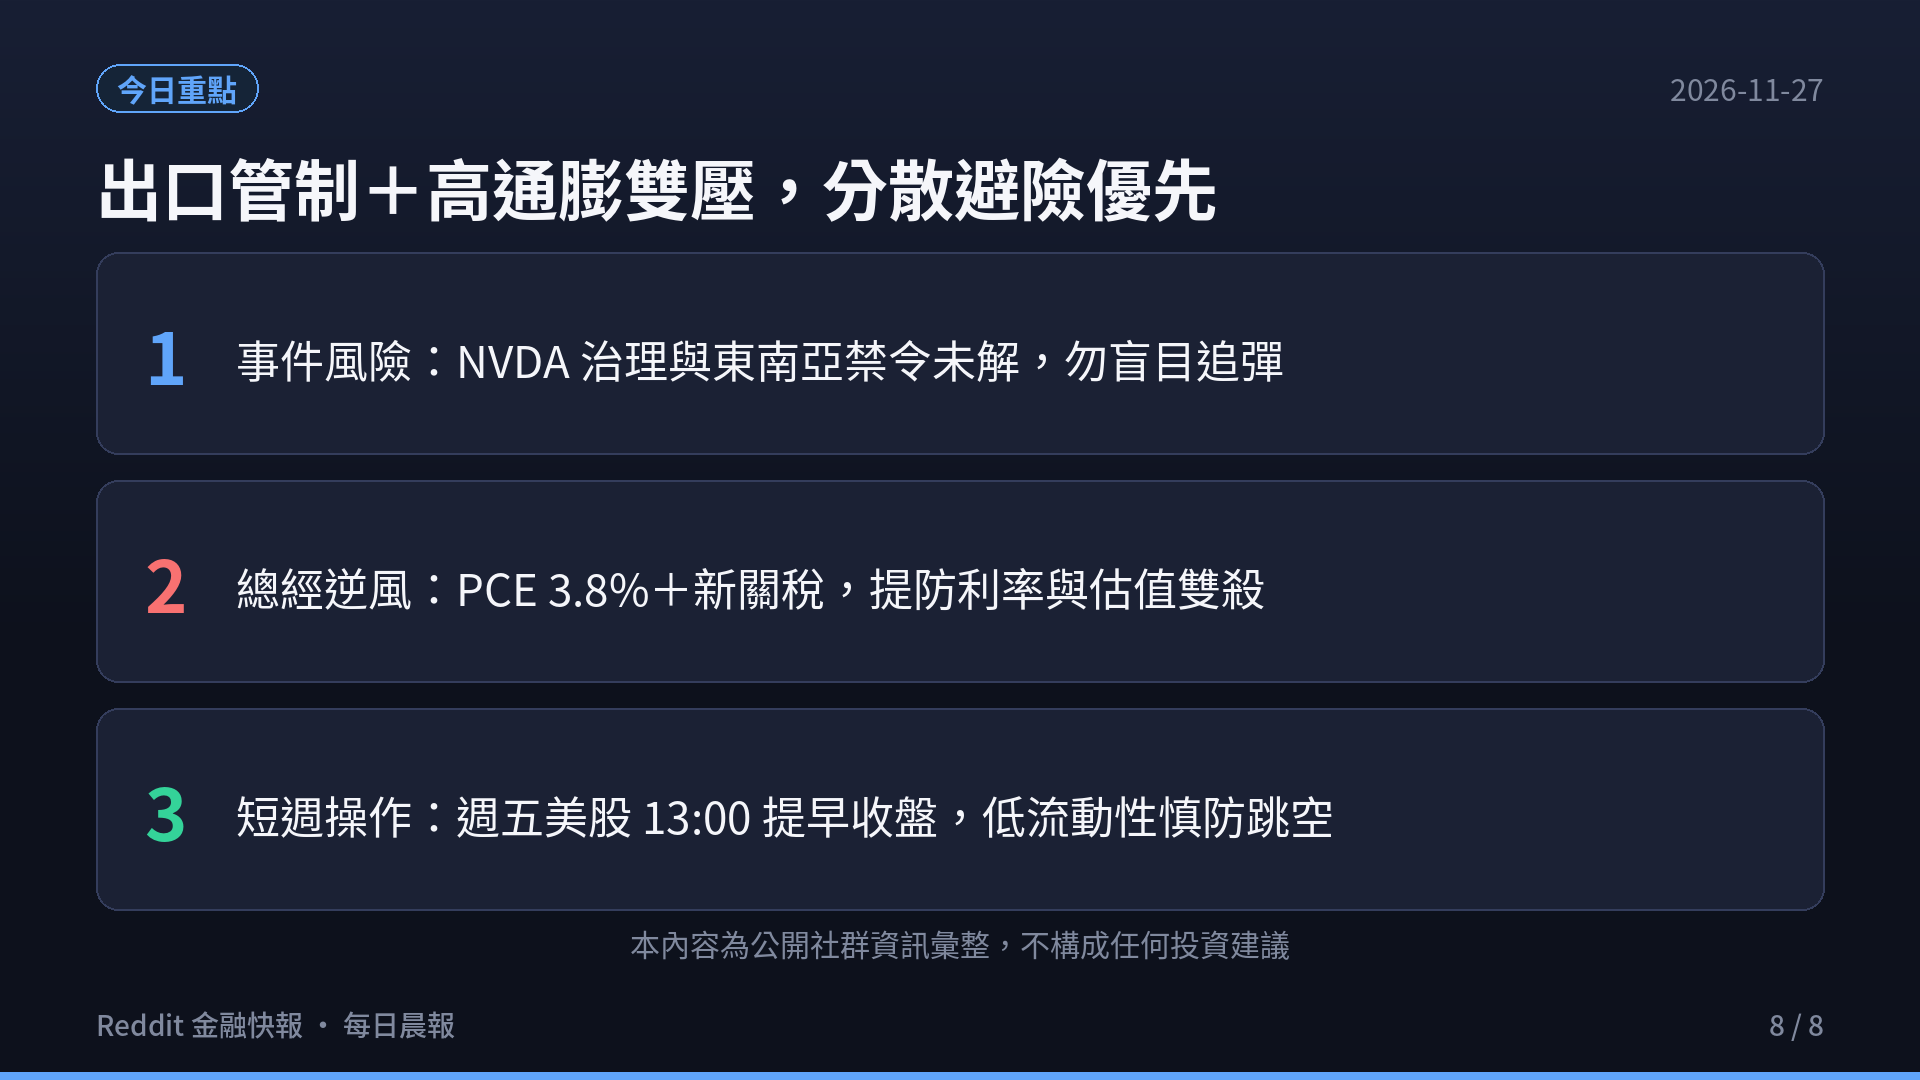 今日重點
2026-11-27
出口管制＋高通膨雙壓，分散避險優先
1 事件風險：NVDA 治理與東南亞禁令未解，勿盲目追彈
2 總經逆風：PCE 3.8%＋新關稅，提防利率與估值雙殺
3 短週操作：週五美股 13:00 提早收盤，低流動性慎防跳空
本內容為公開社群資訊彙整，不構成任何投資建議
Reddit 金融快報 · 每日晨報
8 / 8